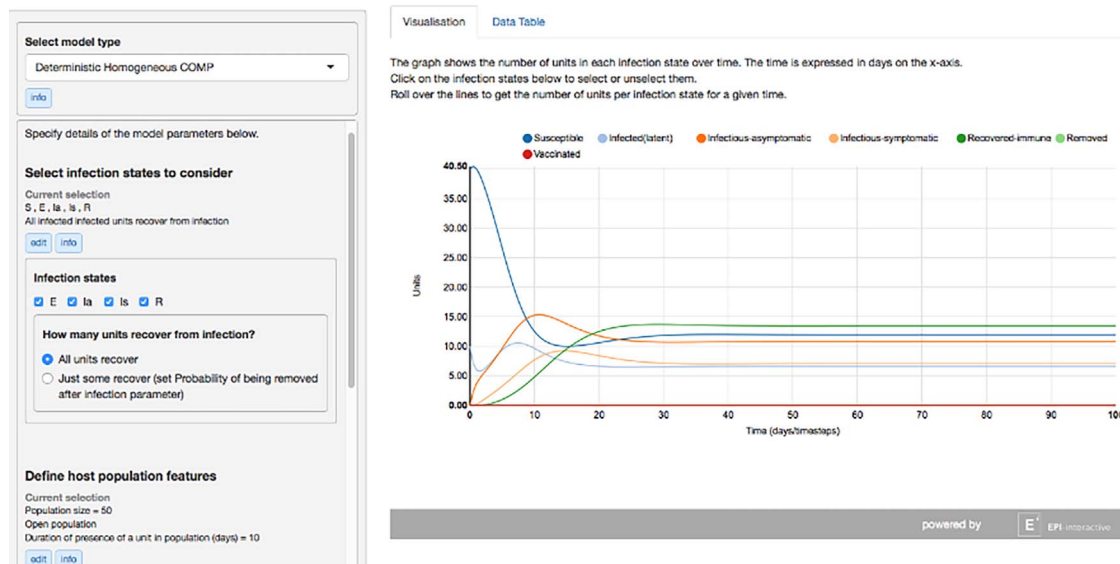 Select model type
Deterministic Homogeneous COMP
info
Specify details of the model parameters below.
Select infection states to consider
Current selection
S , E , Ia , Is , R
All infected infected units recover from infection
edit info
Infection states
E Ia Is R
How many units recover from infection?
All units recover
Just some recover (set Probability of being removed
after infection parameter)
Define host population features
Current selection
Population size = 50
Open population
Duration of presence of a unit in population (days) = 10
edit info
Visualisation Data Table
The graph shows the number of units in each infection state over time. The time is expressed in days on the x-axis.
Click on the infection states below to select or unselect them.
Roll over the lines to get the number of units per infection state for a given time.
Susceptible Infected(latent) Infectious-asymptomatic Infectious-symptomatic Recovered-immune Removed
Vaccinated
40.50
35.00
30.00
25.00
20.00
15.00
10.00
5.00
0.00
Units
0 10 20 30 40 50 60 70 80 90 10
Time (days/timesteps)
powered by E EPI-interactive